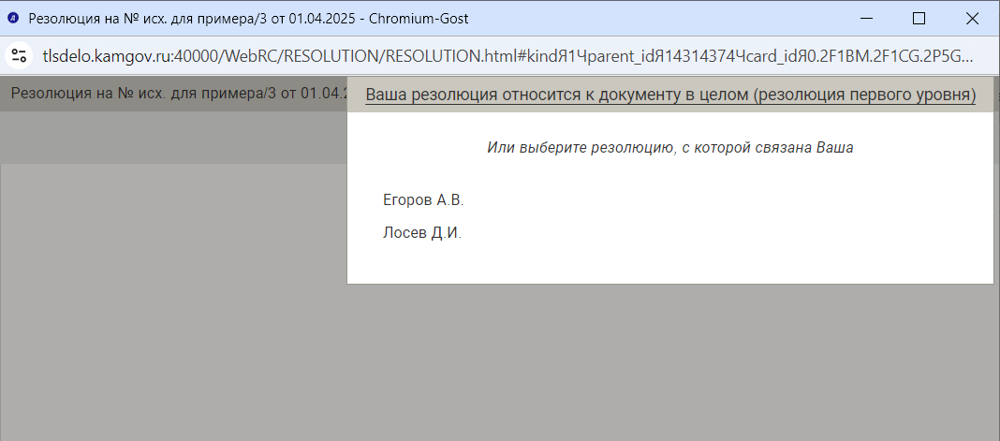 Резолюция на № исх. для примера/3 от 01.04.2025 - Chromium-Gost
tlsdelo.kamgov.ru:40000/WebRC/RESOLUTION/RESOLUTION.html#kindЯ1Чparent_idЯ14314374Чcard_idЯ0.2F1BM.2F1CG.2P5G...
Резолюция на № исх. для примера/3 от 01.04.2
Ваша резолюция относится к документу в целом (резолюция первого уровня)
Или выберите резолюцию, с которой связана Ваша
Егоров А.В.
Лосев Д.И.